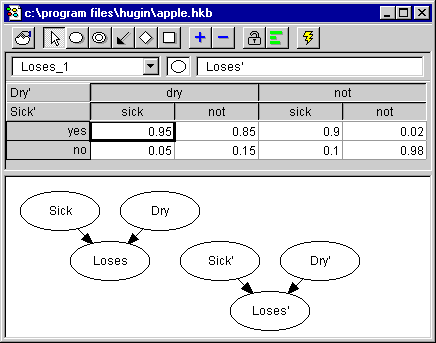 c:\program files\hugin\apple.hkb
Loses_1 Loses'
Dry' dry not
Sick' sick not sick not
yes 0.95 0.85 0.9 0.02
no 0.05 0.15 0.1 0.98
Sick Dry
Loses Sick' Dry'
Loses'